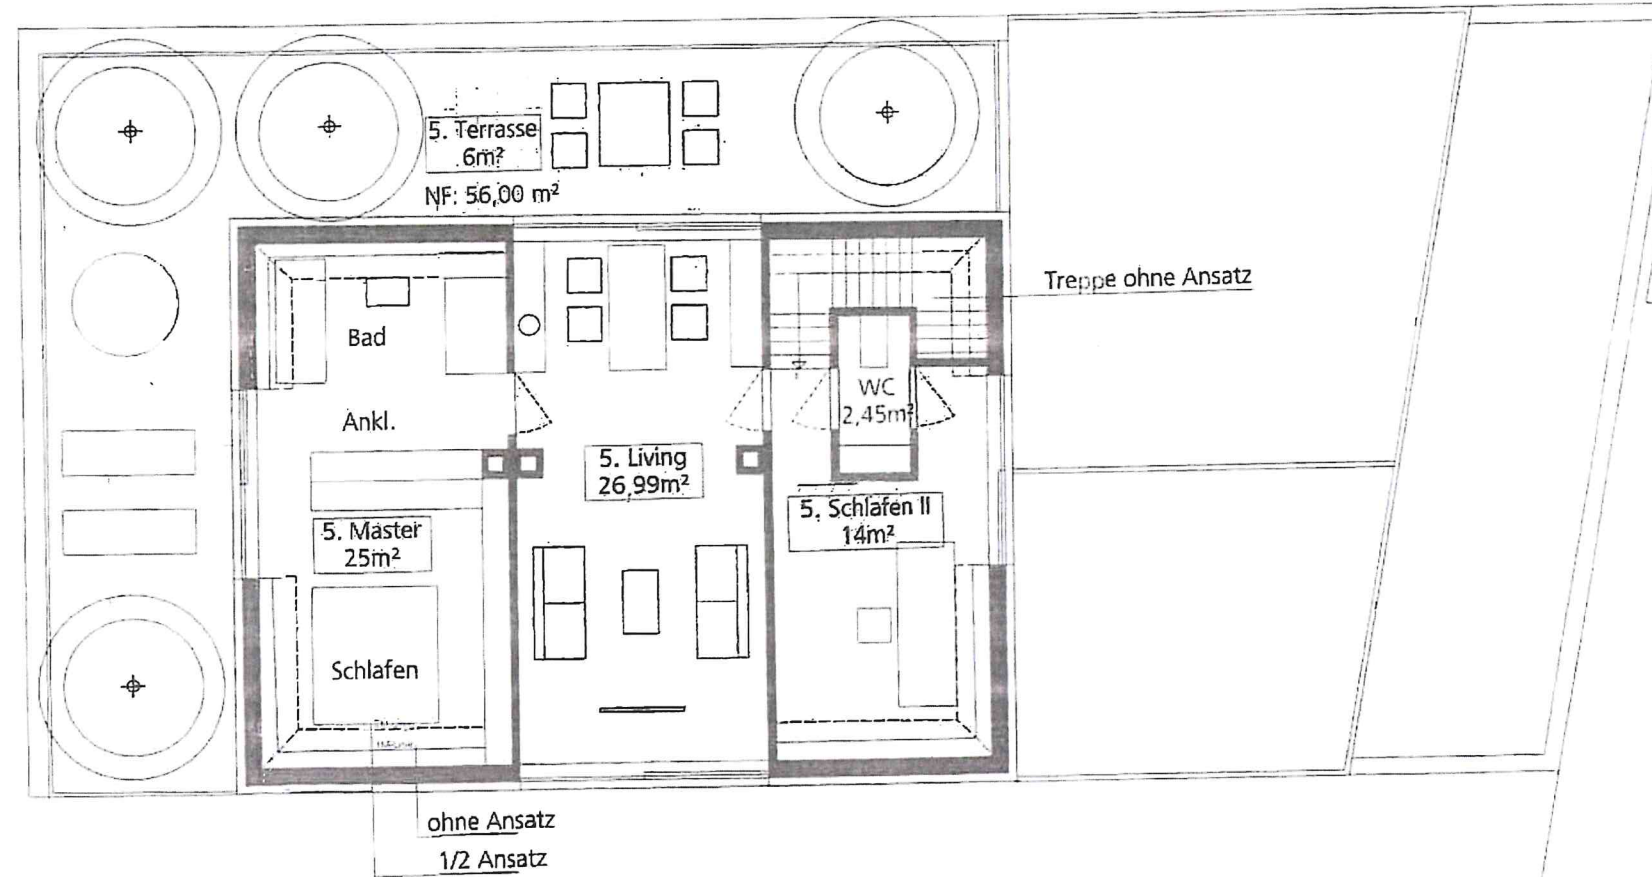 5. Terrasse
6m²
NF: 56,00 m²
Treppe ohne Ansatz
Bad
WC
2,45m²
Ankl.
5. Living
26,99m²
5. Schlafen II
14m²
5. Master
25m²
Schlafen
ohne Ansatz
1/2 Ansatz